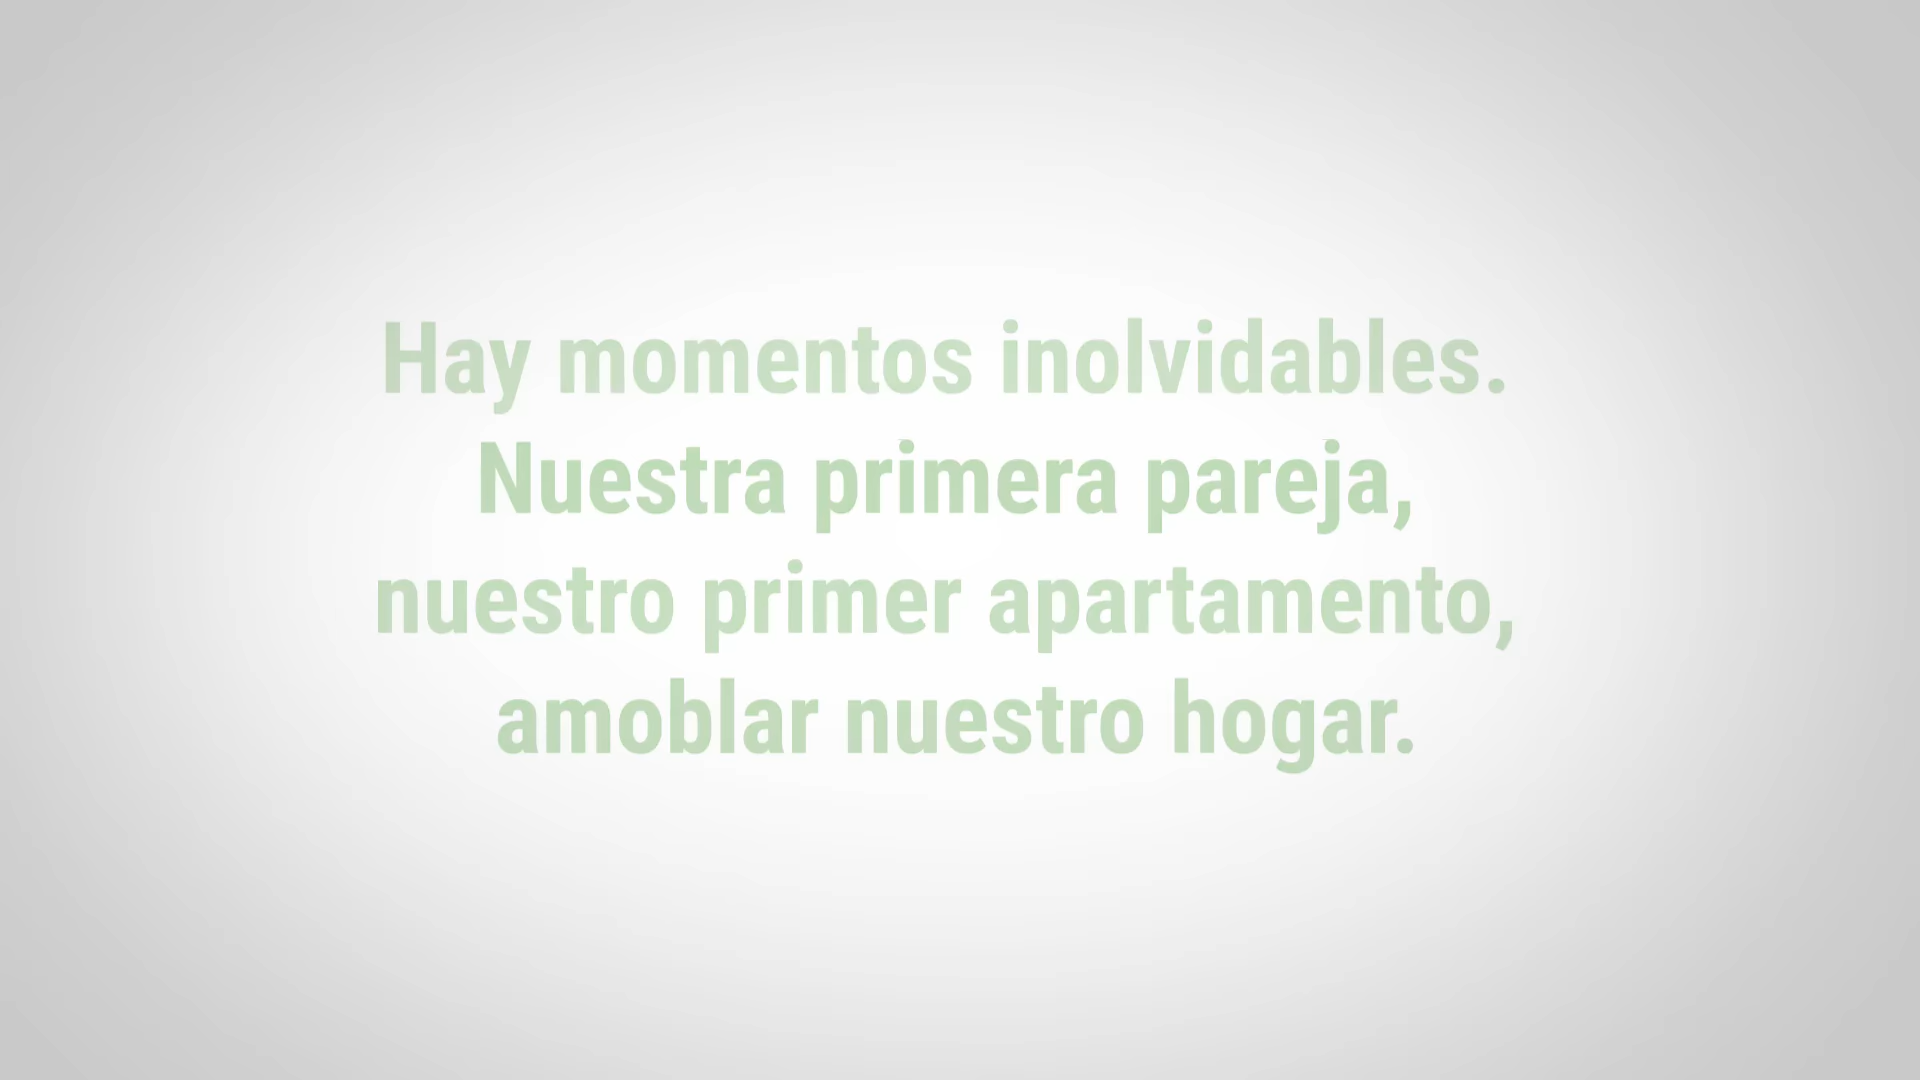 Hay momentos inolvidables.
Nuestra primera pareja,
nuestro primer apartamento,
amoblar nuestro hogar.